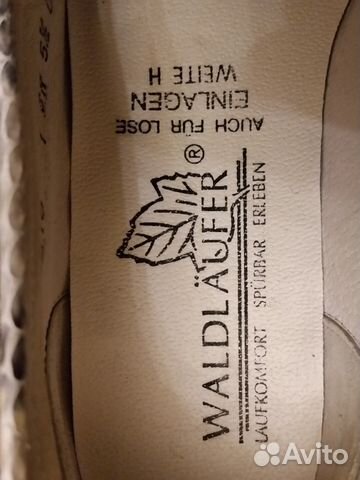 AUCH FÜR LOSE
EINLAGEN
WEITE H
®
WALDLÄUFER
LAUFKOMFORT SPÜRBAR ERLEBEN
Avito